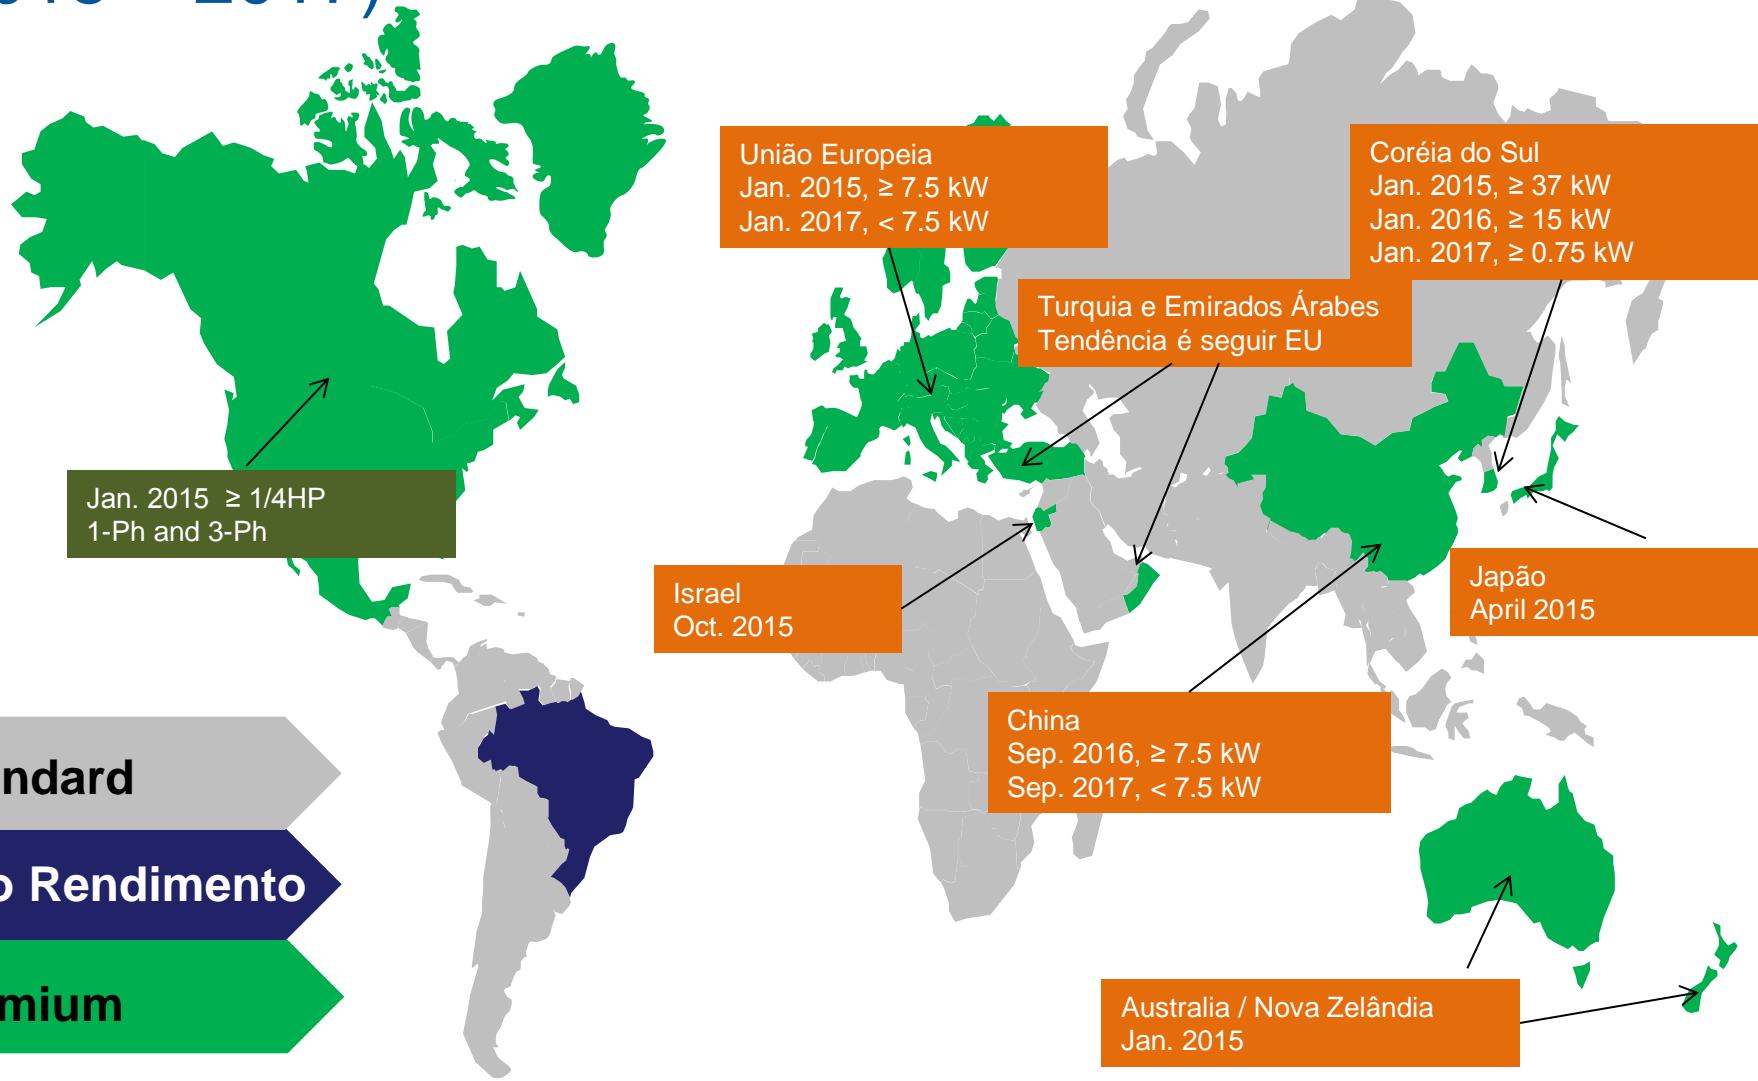 2017)
União Europeia
Jan. 2015, ≥ 7.5 kW
Jan. 2017, < 7.5 kW
Coréia do Sul
Jan. 2015, ≥ 37 kW
Jan. 2016, ≥ 15 kW
Jan. 2017, ≥ 0.75 kW
Turquia e Emirados Árabes
Tendência é seguir EU
Jan. 2015 ≥ 1/4HP
1-Ph and 3-Ph
Israel
Oct. 2015
Japão
April 2015
China
Sep. 2016, ≥ 7.5 kW
Sep. 2017, < 7.5 kW
ndard
o Rendimento
mium
Australia / Nova Zelândia
Jan. 2015